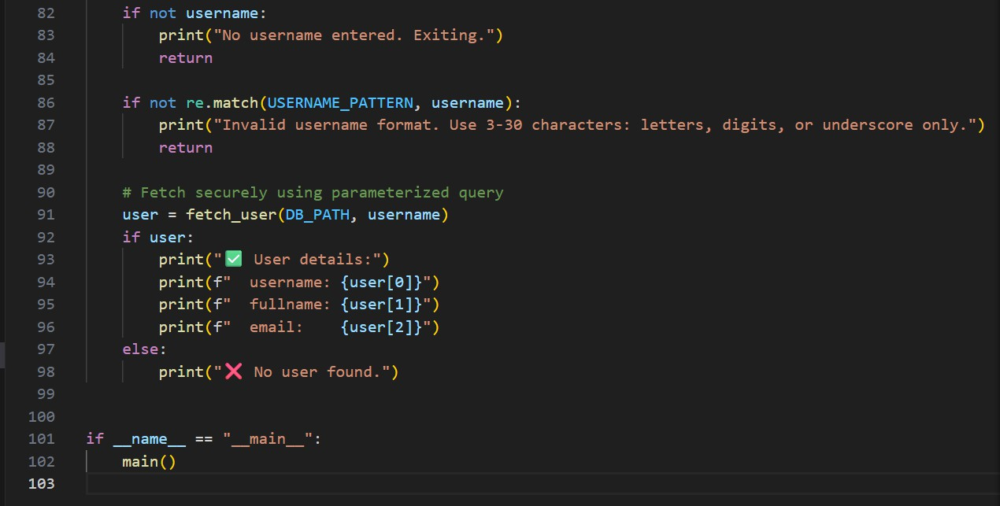 82 if not username:
83 print("No username entered. Exiting.")
84 return
85
86 if not re.match(USERNAME_PATTERN, username):
87 print("Invalid username format. Use 3-30 characters: letters, digits, or underscore only.")
88 return
89
90 # Fetch securely using parameterized query
91 user = fetch_user(DB_PATH, username)
92 if user:
93 print("✅ User details:")
94 print(f"  username: {user[0]}")
95 print(f"  fullname: {user[1]}")
96 print(f"  email:    {user[2]}")
97 else:
98 print("❌ No user found.")
99
100
101 if __name__ == "__main__":
102 main()
103